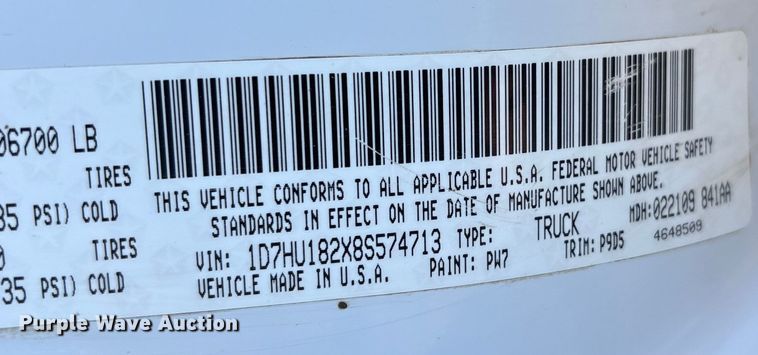 06700 LB
TIRES
35 PSI) COLD
TIRES
35 PSI) COLD
THIS VEHICLE CONFORMS TO ALL APPLICABLE U.S.A. FEDERAL MOTOR VEHICLE SAFETY
STANDARDS IN EFFECT ON THE DATE OF MANUFACTURE SHOWN ABOVE.
VIN: 1D7HU182X8S574713 TYPE: TRUCK MDH:022109 841AA
VEHICLE MADE IN U.S.A. PAINT: PW7 TRIM: P9D5 4648509
Purple Wave Auction